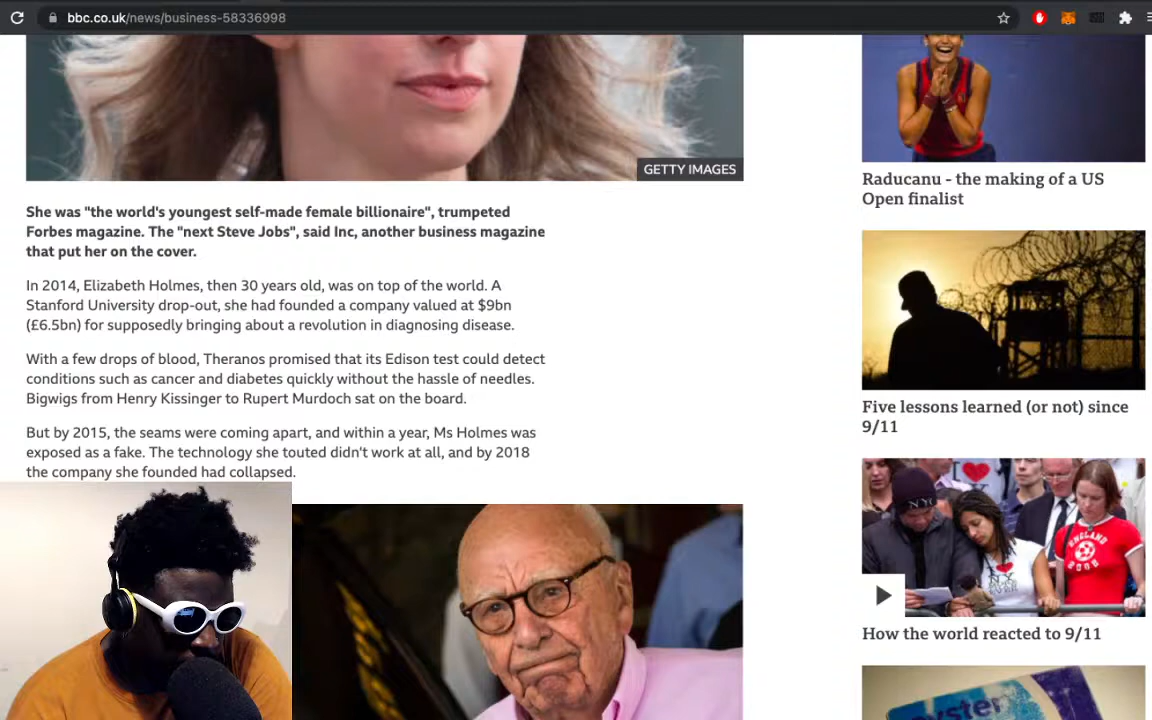 bbc.co.uk/news/business-58336998
GETTY IMAGES
She was "the world's youngest self-made female billionaire", trumpeted
Forbes magazine. The "next Steve Jobs", said Inc, another business magazine
that put her on the cover.
In 2014, Elizabeth Holmes, then 30 years old, was on top of the world. A
Stanford University drop-out, she had founded a company valued at $9bn
(£6.5bn) for supposedly bringing about a revolution in diagnosing disease.
With a few drops of blood, Theranos promised that its Edison test could detect
conditions such as cancer and diabetes quickly without the hassle of needles.
Bigwigs from Henry Kissinger to Rupert Murdoch sat on the board.
But by 2015, the seams were coming apart, and within a year, Ms Holmes was
exposed as a fake. The technology she touted didn't work at all, and by 2018
the company she founded had collapsed.
Raducanu - the making of a US
Open finalist
Five lessons learned (or not) since
9/11
I
NYC
ENGLAND
How the world reacted to 9/11
oyster